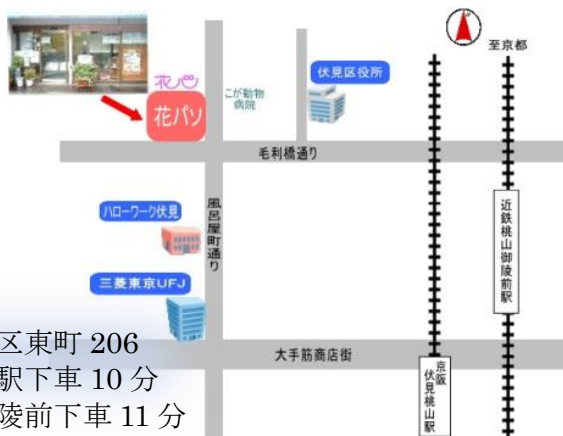 至京都
伏見区役所
花パソ
こが動物
病院
花パソ
毛利橋通り
ハローワーク伏見
風呂屋町通り
近鉄桃山御陵前駅
三菱東京UFJ
区東町 206
大手筋商店街
駅下車 10 分
京阪
伏見桃山駅
陵前下車 11 分